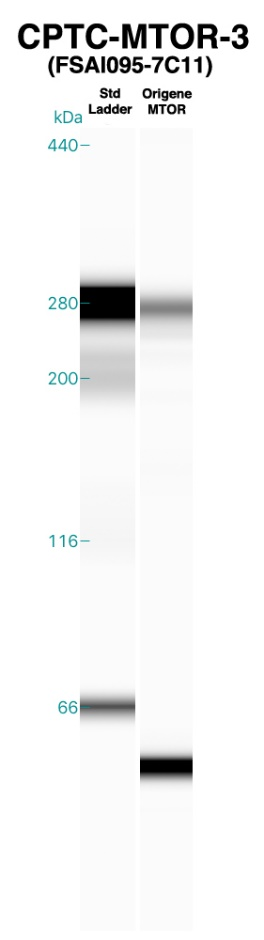 CPTC-MTOR-3
(FSAI095-7C11)
Std
Ladder
Origene
MTOR
kDa
440
280
200
116
66